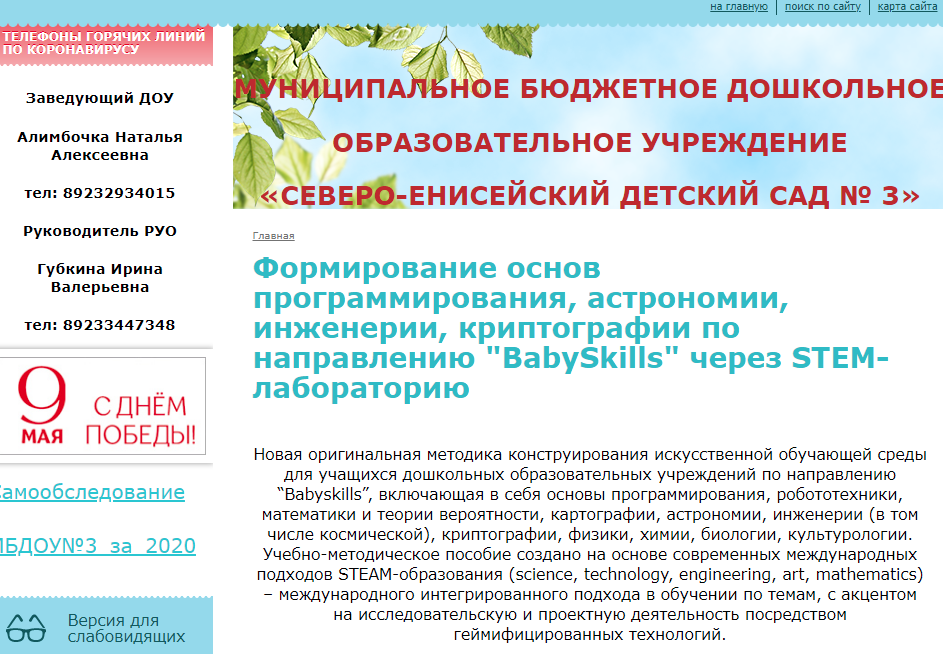 на главную поиск по сайту карта сайта
ТЕЛЕФОНЫ ГОРЯЧИХ ЛИНИЙ
ПО КОРОНАВИРУСУ
Заведующий ДОУ
Алимбочка Наталья
Алексеевна
тел: 89232934015
Руководитель РУО
Губкина Ирина
Валерьевна
тел: 89233447348
9
МАЯ
С ДНЁМ
ПОБЕДЫ!
Самообследование
МБДОУ№3 за 2020
Версия для
слабовидящих
МУНИЦИПАЛЬНОЕ БЮДЖЕТНОЕ ДОШКОЛЬНОЕ
ОБРАЗОВАТЕЛЬНОЕ УЧРЕЖДЕНИЕ
«СЕВЕРО-ЕНИСЕЙСКИЙ ДЕТСКИЙ САД № 3»
Главная
Формирование основ
программирования, астрономии,
инженерии, криптографии по
направлению "BabySkills" через STEM-
лабораторию
Новая оригинальная методика конструирования искусственной обучающей среды
для учащихся дошкольных образовательных учреждений по направлению
“Babyskills”, включающая в себя основы программирования, робототехники,
математики и теории вероятности, картографии, астрономии, инженерии (в том
числе космической), криптографии, физики, химии, биологии, культурологии.
Учебно-методическое пособие создано на основе современных международных
подходов STEAM-образования (science, technology, engineering, art, mathematics)
– международного интегрированного подхода в обучении по темам, с акцентом
на исследовательскую и проектную деятельность посредством
геймифицированных технологий.